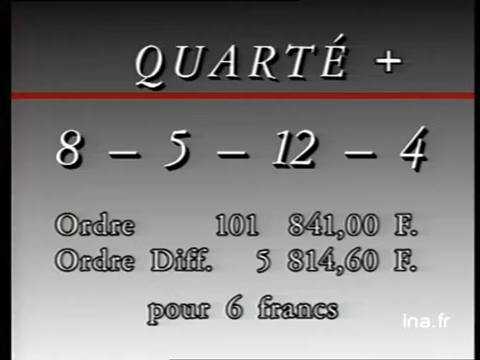 QUARTÉ +
8 – 5 – 12 – 4
Ordre 101 841,00 F.
Ordre Diff. 5 814,60 F.
pour 6 francs
ina.fr